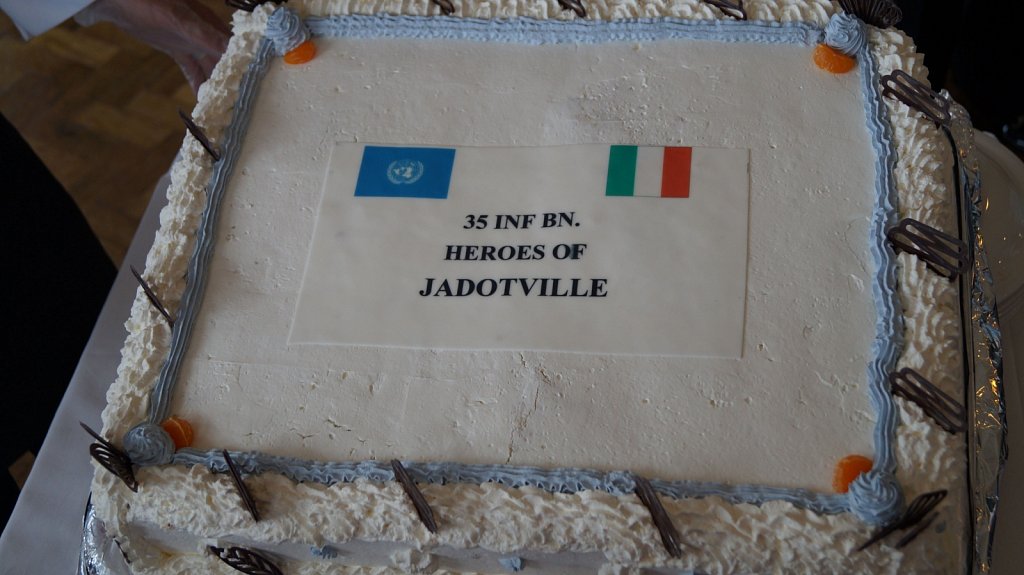 35 INF BN.
HEROES OF
JADOTVILLE